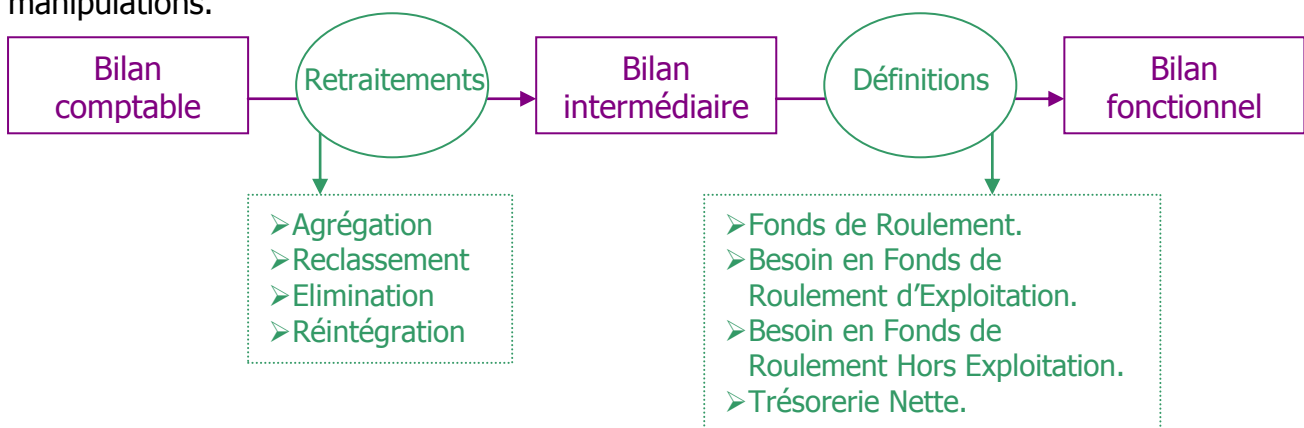 manipulations.
Bilan
comptable
Retraitements
Bilan
intermédiaire
Définitions
Bilan
fonctionnel
➢Agrégation
➢Reclassement
➢Elimination
➢Réintégration
➢Fonds de Roulement.
➢Besoin en Fonds de
Roulement d’Exploitation.
➢Besoin en Fonds de
Roulement Hors Exploitation.
➢Trésorerie Nette.